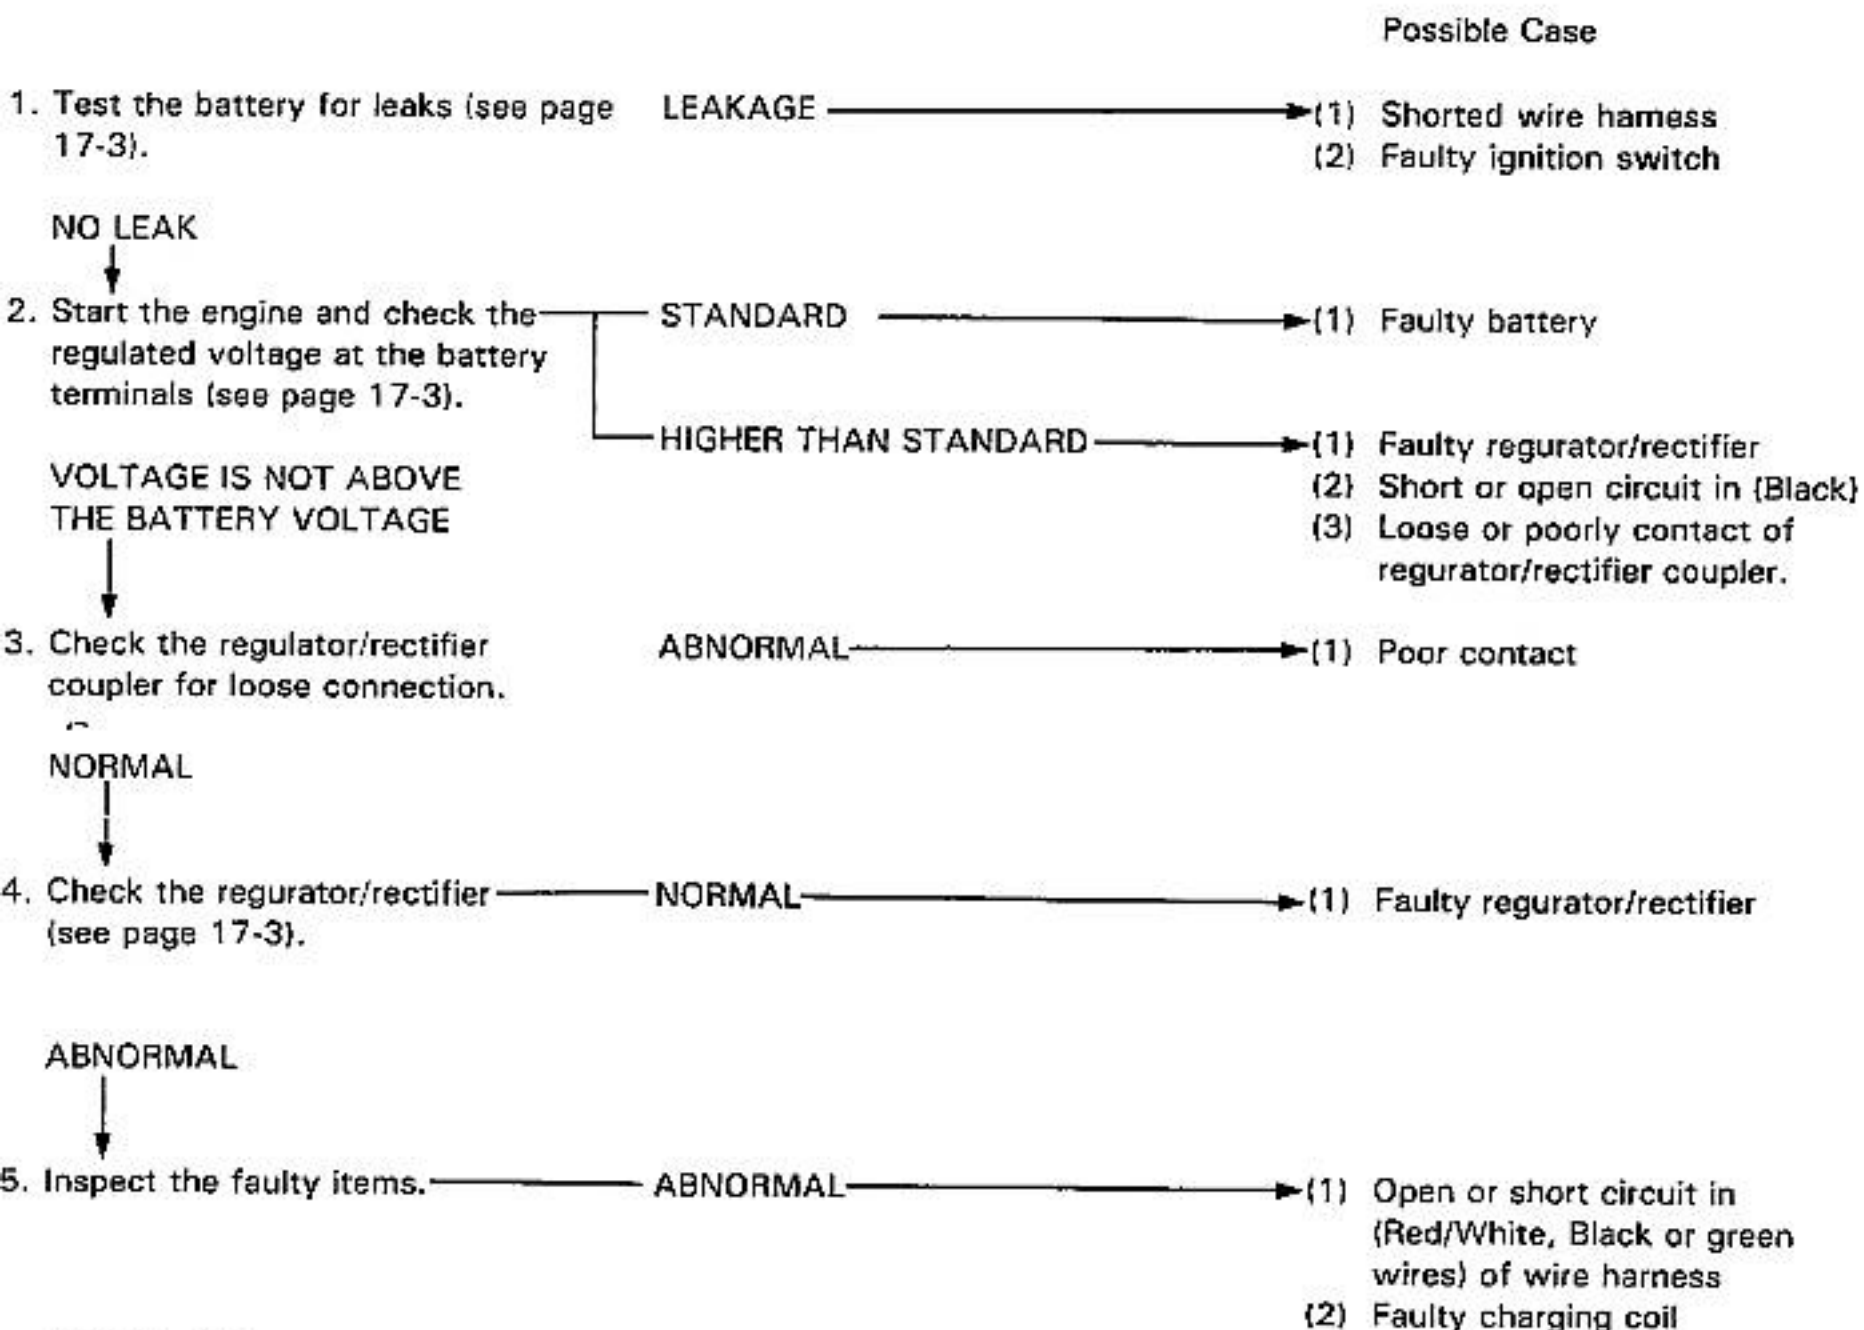 Possible Case
1. Test the battery for leaks (see page
17-3).
LEAKAGE
(1) Shorted wire harness
(2) Faulty ignition switch
NO LEAK
2. Start the engine and check the
regulated voltage at the battery
terminals (see page 17-3).
STANDARD
(1) Faulty battery
HIGHER THAN STANDARD
(1) Faulty regurator/rectifier
(2) Short or open circuit in (Black)
(3) Loose or poorly contact of
regurator/rectifier coupler.
VOLTAGE IS NOT ABOVE
THE BATTERY VOLTAGE
3. Check the regulator/rectifier
coupler for loose connection.
ABNORMAL
(1) Poor contact
NORMAL
4. Check the regurator/rectifier
(see page 17-3).
NORMAL
(1) Faulty regurator/rectifier
ABNORMAL
5. Inspect the faulty items.
ABNORMAL
(1) Open or short circuit in
(Red/White, Black or green
wires) of wire harness
(2) Faulty charging coil